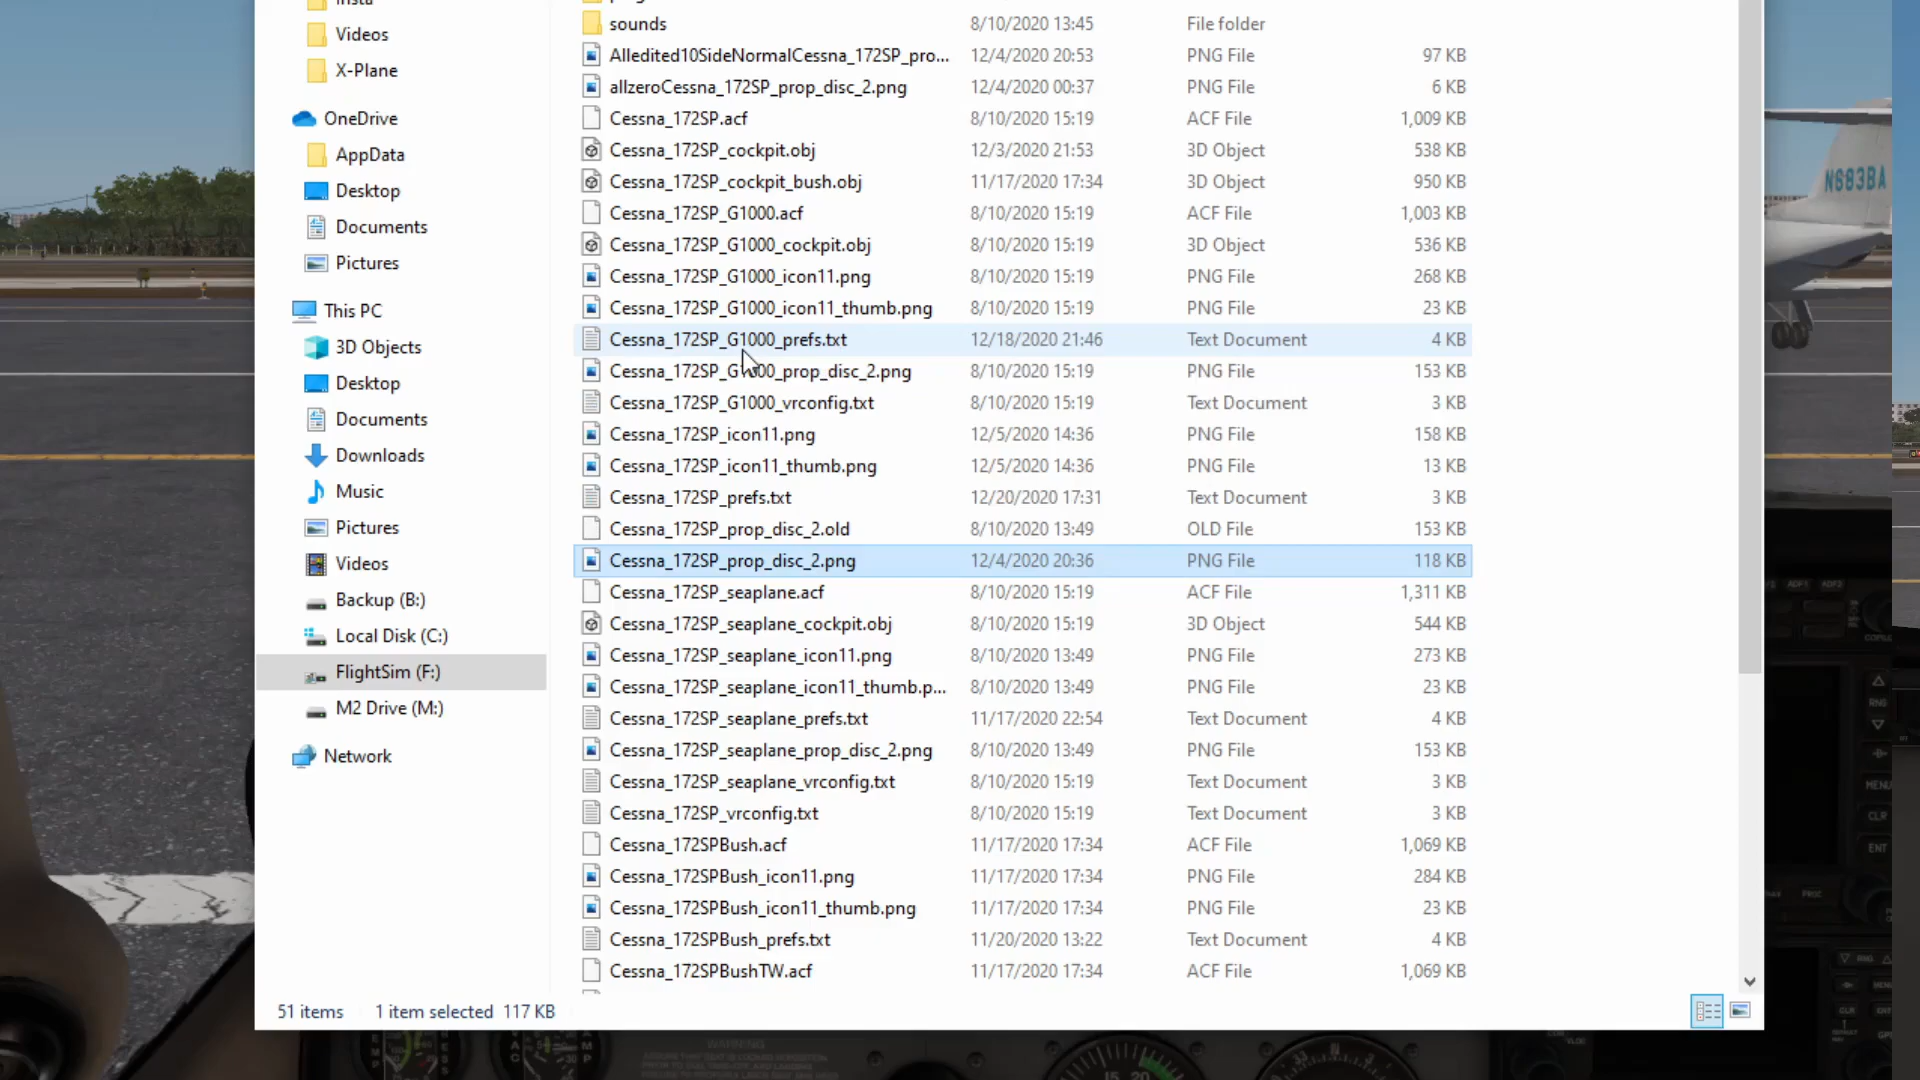 Videos
X-Plane
OneDrive
AppData
Desktop
Documents
Pictures
This PC
3D Objects
Desktop
Documents
Downloads
Music
Pictures
Videos
Backup (B:)
Local Disk (C:)
FlightSim (F:)
M2 Drive (M:)
Network
sounds 8/10/2020 13:45 File folder
Alledited10SideNormalCessna_172SP_pro... 12/4/2020 20:53 PNG File 97 KB
allzeroCessna_172SP_prop_disc_2.png 12/4/2020 00:37 PNG File 6 KB
Cessna_172SP.acf 8/10/2020 15:19 ACF File 1,009 KB
Cessna_172SP_cockpit.obj 12/3/2020 21:53 3D Object 538 KB
Cessna_172SP_cockpit_bush.obj 11/17/2020 17:34 3D Object 950 KB
Cessna_172SP_G1000.acf 8/10/2020 15:19 ACF File 1,003 KB
Cessna_172SP_G1000_cockpit.obj 8/10/2020 15:19 3D Object 536 KB
Cessna_172SP_G1000_icon11.png 8/10/2020 15:19 PNG File 268 KB
Cessna_172SP_G1000_icon11_thumb.png 8/10/2020 15:19 PNG File 23 KB
Cessna_172SP_G1000_prefs.txt 12/18/2020 21:46 Text Document 4 KB
Cessna_172SP_G1000_prop_disc_2.png 8/10/2020 15:19 PNG File 153 KB
Cessna_172SP_G1000_vrconfig.txt 8/10/2020 15:19 Text Document 3 KB
Cessna_172SP_icon11.png 12/5/2020 14:36 PNG File 158 KB
Cessna_172SP_icon11_thumb.png 12/5/2020 14:36 PNG File 13 KB
Cessna_172SP_prefs.txt 12/20/2020 17:31 Text Document 3 KB
Cessna_172SP_prop_disc_2.old 8/10/2020 13:49 OLD File 153 KB
Cessna_172SP_prop_disc_2.png 12/4/2020 20:36 PNG File 118 KB
Cessna_172SP_seaplane.acf 8/10/2020 15:19 ACF File 1,311 KB
Cessna_172SP_seaplane_cockpit.obj 8/10/2020 15:19 3D Object 544 KB
Cessna_172SP_seaplane_icon11.png 8/10/2020 13:49 PNG File 273 KB
Cessna_172SP_seaplane_icon11_thumb.p... 8/10/2020 13:49 PNG File 23 KB
Cessna_172SP_seaplane_prefs.txt 11/17/2020 22:54 Text Document 4 KB
Cessna_172SP_seaplane_prop_disc_2.png 8/10/2020 13:49 PNG File 153 KB
Cessna_172SP_seaplane_vrconfig.txt 8/10/2020 15:19 Text Document 3 KB
Cessna_172SP_vrconfig.txt 8/10/2020 15:19 Text Document 3 KB
Cessna_172SPBush.acf 11/17/2020 17:34 ACF File 1,069 KB
Cessna_172SPBush_icon11.png 11/17/2020 17:34 PNG File 284 KB
Cessna_172SPBush_icon11_thumb.png 11/17/2020 17:34 PNG File 23 KB
Cessna_172SPBush_prefs.txt 11/20/2020 13:22 Text Document 4 KB
Cessna_172SPBushTW.acf 11/17/2020 17:34 ACF File 1,069 KB
51 items 1 item selected 117 KB
N683BA
RNG
MENU
CLR
ENT
WARNING
15 20